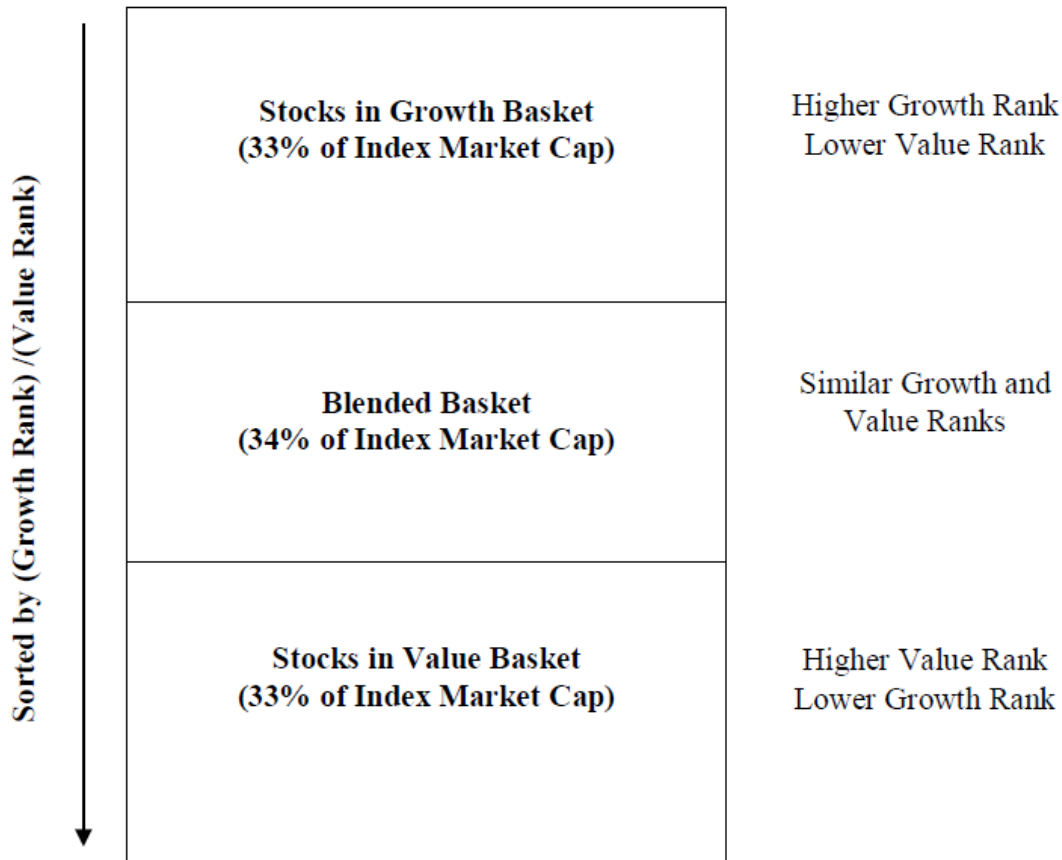 Sorted by (Growth Rank) /(Value Rank)
Stocks in Growth Basket
(33% of Index Market Cap)
Higher Growth Rank
Lower Value Rank
Blended Basket
(34% of Index Market Cap)
Similar Growth and
Value Ranks
Stocks in Value Basket
(33% of Index Market Cap)
Higher Value Rank
Lower Growth Rank